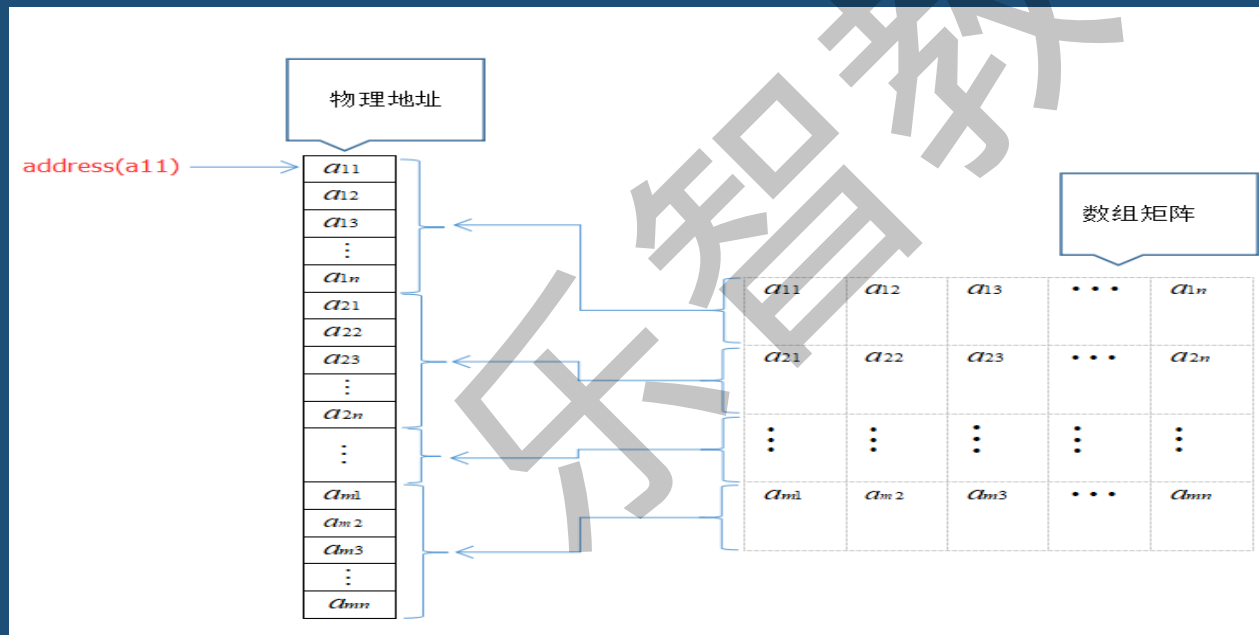 物理地址
address(a11)
a11
a12
a13
⋮
a1n
a21
a22
a23
⋮
a2n
⋮
am1
am2
am3
⋮
amn
数组矩阵
a11 a12 a13 ••• a1n
a21 a22 a23 ••• a2n
⋮ ⋮ ⋮ ⋮ ⋮
am1 am2 am3 ••• amn
乐智教